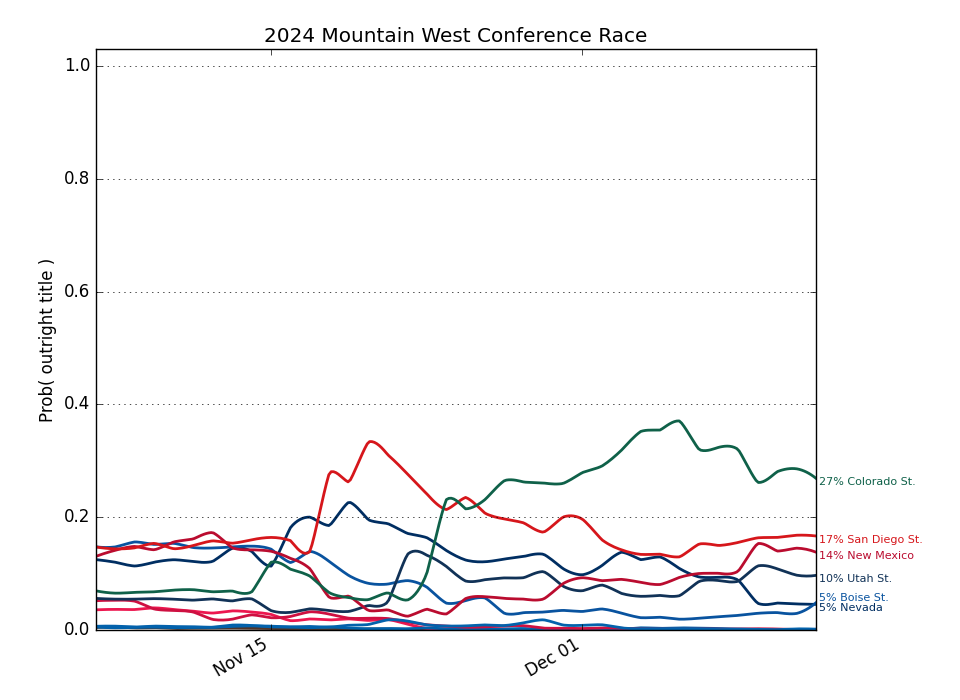 2024 Mountain West Conference Race
Prob( outright title )
1.0
0.8
0.6
0.4
0.2
0.0
Nov 15
Dec 01
27% Colorado St.
17% San Diego St.
14% New Mexico
10% Utah St.
5% Boise St.
4% Nevada